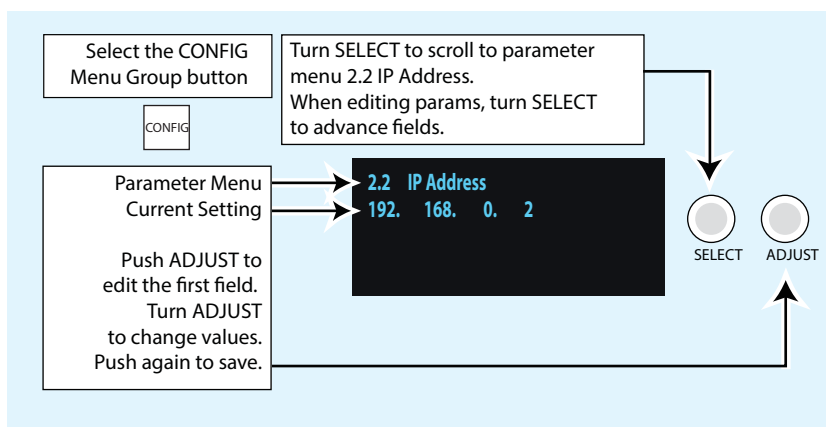 Select the CONFIG
Menu Group button
Turn SELECT to scroll to parameter
menu 2.2 IP Address.
When editing params, turn SELECT
to advance fields.
CONFIG
Parameter Menu
Current Setting
Push ADJUST to
edit the first field.
Turn ADJUST
to change values.
Push again to save.
2.2 IP Address
192. 168. 0. 2
SELECT ADJUST